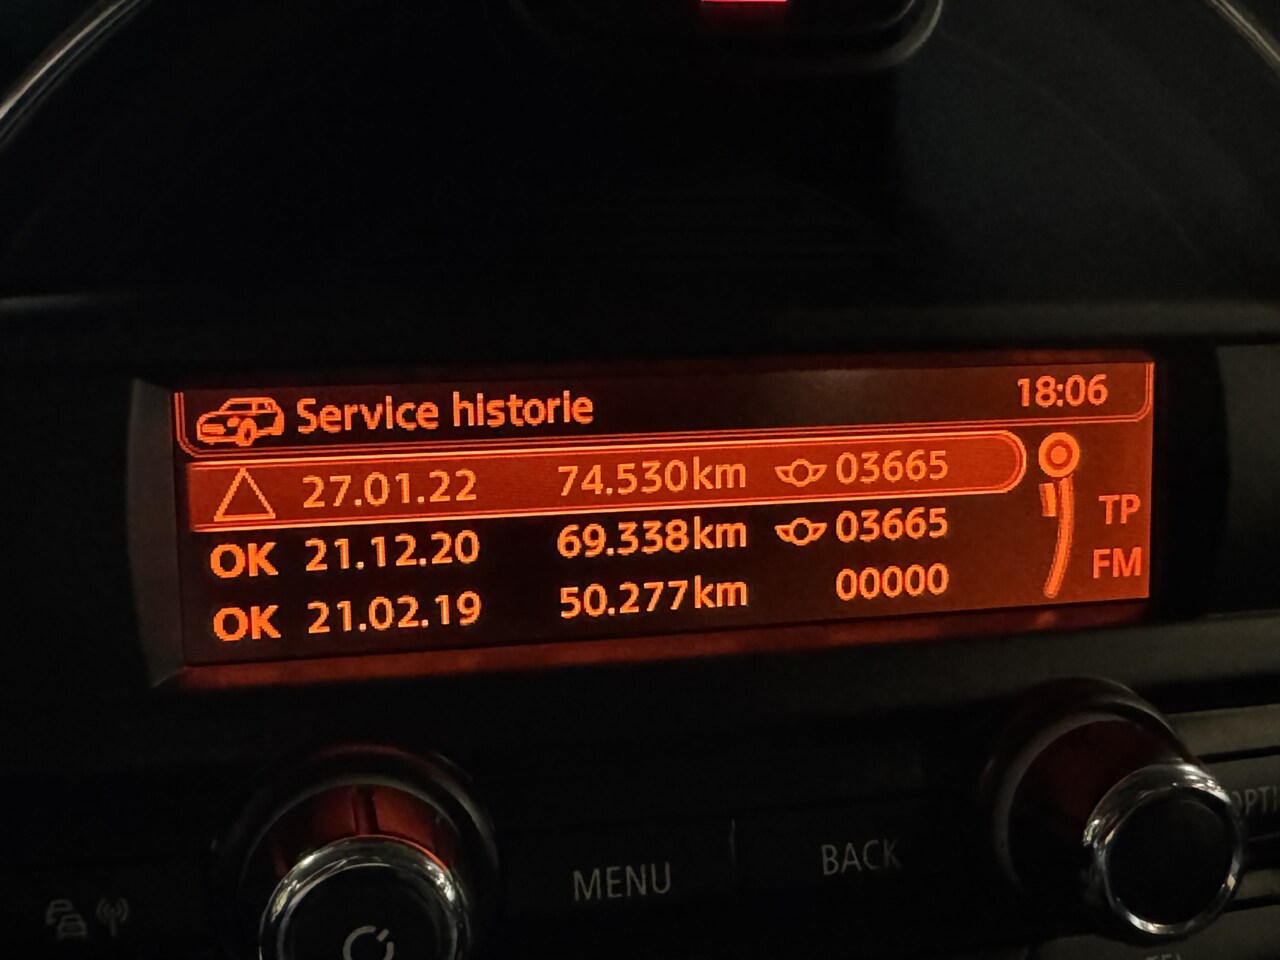 Service historie 18:06
27.01.22 74.530km 03665
OK 21.12.20 69.338km 03665
TP
OK 21.02.19 50.277km 00000
FM
MENU
BACK